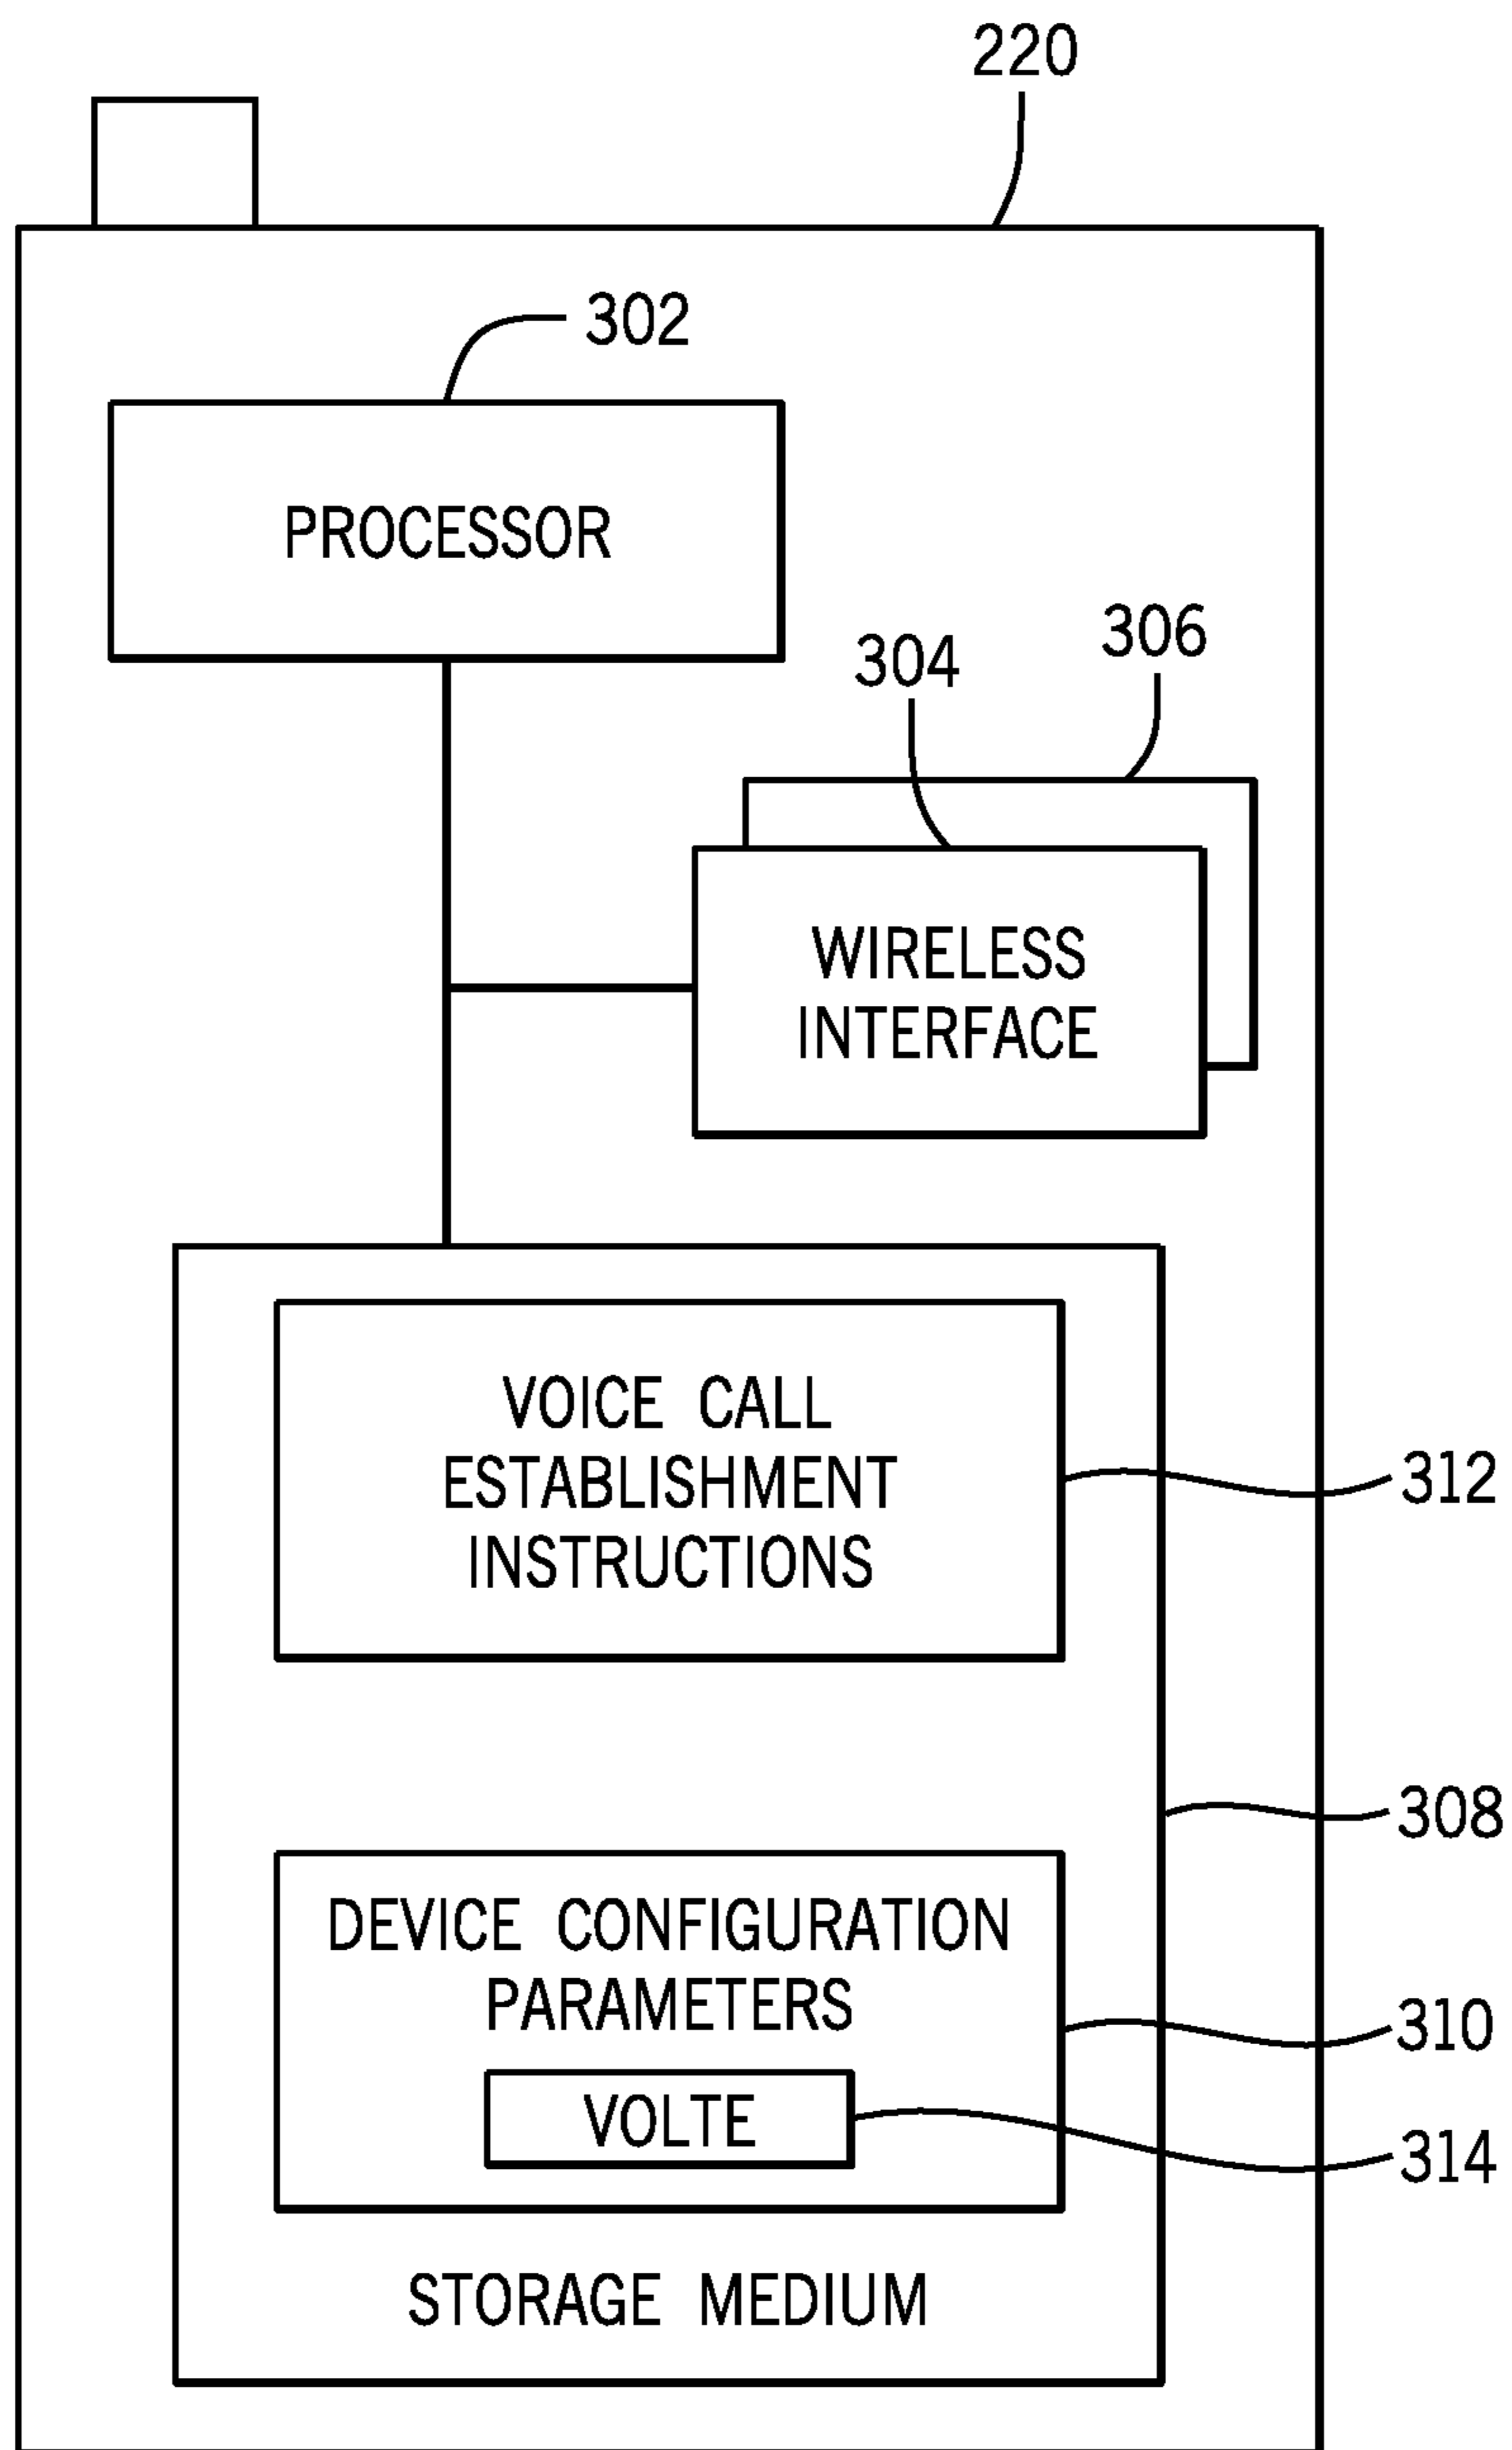 220
302
PROCESSOR
306
304
WIRELESS
INTERFACE
VOICE CALL
ESTABLISHMENT
INSTRUCTIONS
312
308
DEVICE CONFIGURATION
PARAMETERS
310
VOLTE
314
STORAGE MEDIUM